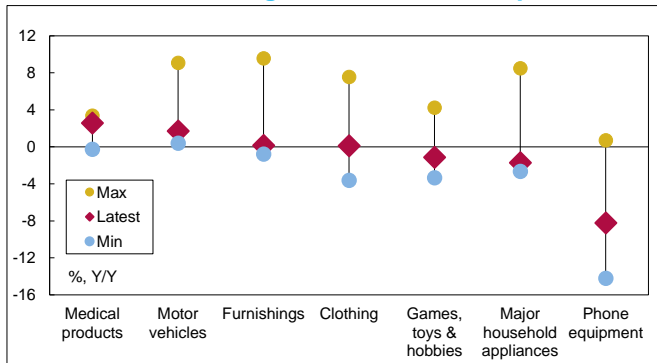 12
8
4
0
-4
-8
-12
-16
Max
Latest
Min
%, Y/Y
Medical products
Motor vehicles
Furnishings
Clothing
Games, toys & hobbies
Major household appliances
Phone equipment